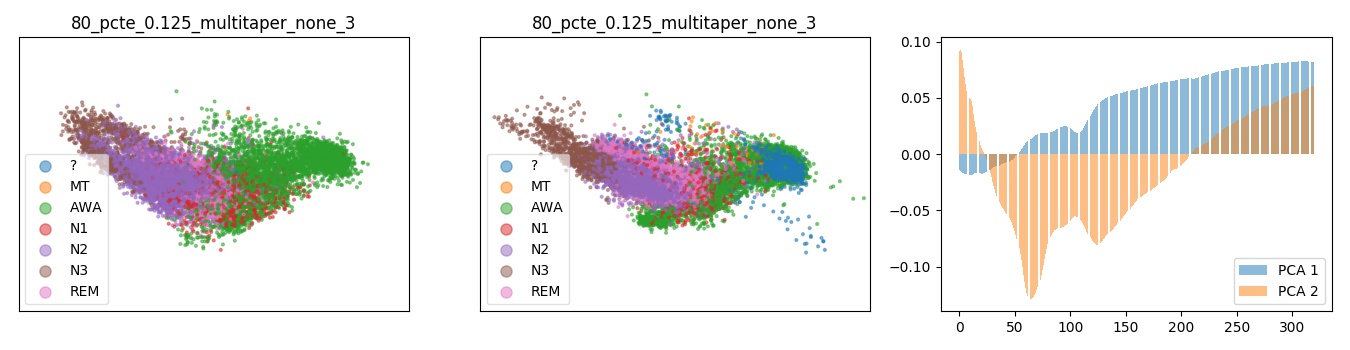 80_pcte_0.125_multitaper_none_3
?
MT
AWA
N1
N2
N3
REM
80_pcte_0.125_multitaper_none_3
?
MT
AWA
N1
N2
N3
REM
0.10
0.05
0.00
−0.05
−0.10
0
50
100
150
200
250
300
PCA 1
PCA 2